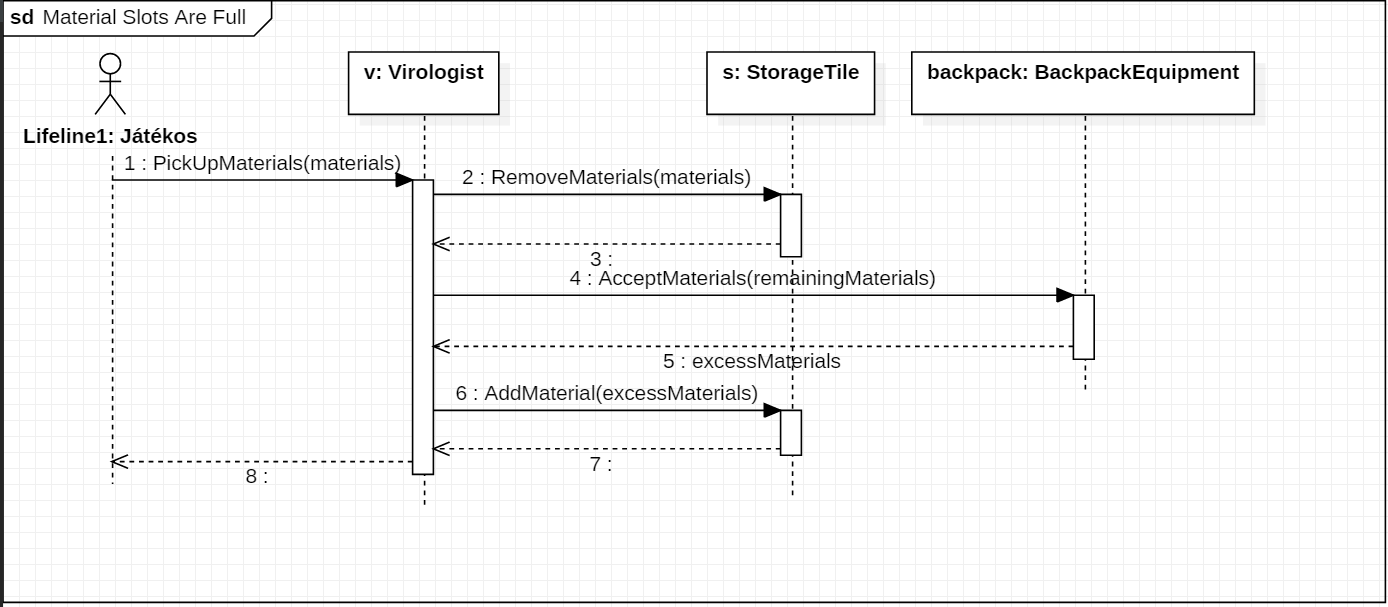 sd Material Slots Are Full
v: Virologist
s: StorageTile
backpack: BackpackEquipment
Lifeline1: Játékos
1 : PickUpMaterials(materials)
2 : RemoveMaterials(materials)
3 :
4 : AcceptMaterials(remainingMaterials)
5 : excessMaterials
6 : AddMaterial(excessMaterials)
7 :
8 :